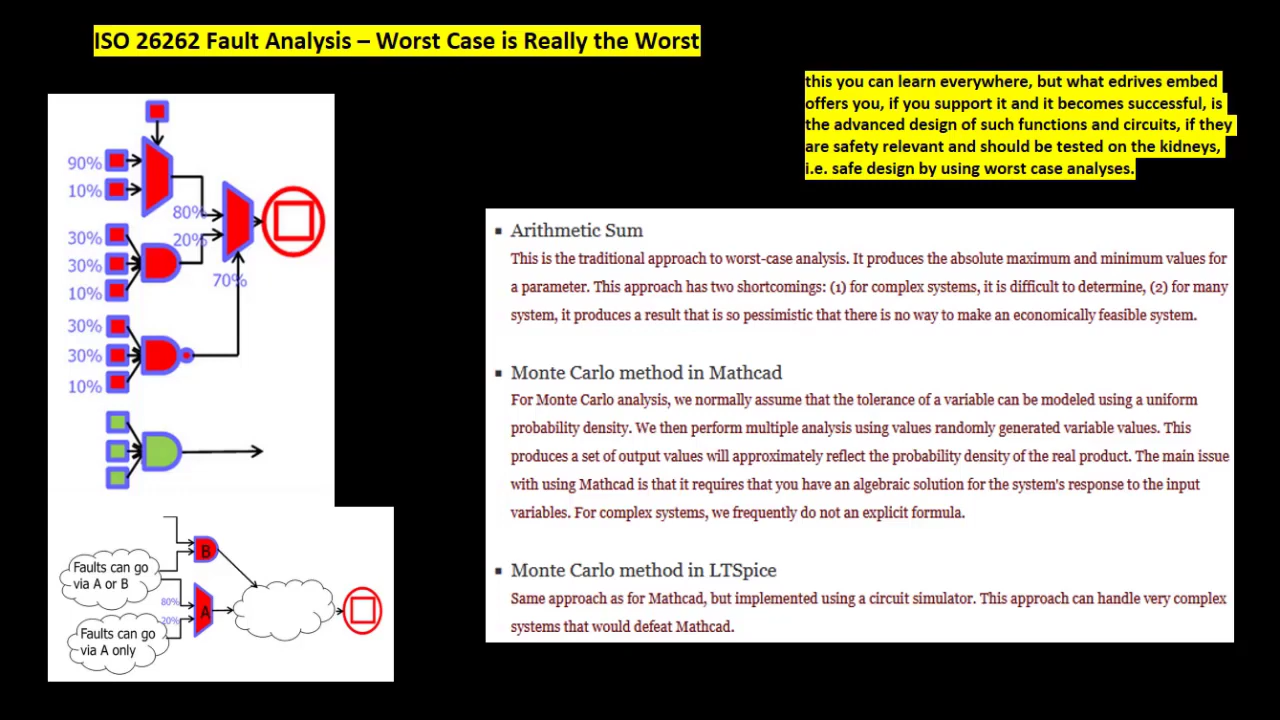 ISO 26262 Fault Analysis – Worst Case is Really the Worst
this you can learn everywhere, but what edrives embed
offers you, if you support it and it becomes successful, is
the advanced design of such functions and circuits, if they
are safety relevant and should be tested on the kidneys,
i.e. safe design by using worst case analyses.
90%
10%
80%
30%
20%
30%
70%
10%
30%
30%
10%
B
Faults can go
via A or B
80%
A
20%
Faults can go
via A only
▪ Arithmetic Sum
This is the traditional approach to worst-case analysis. It produces the absolute maximum and minimum values for
a parameter. This approach has two shortcomings: (1) for complex systems, it is difficult to determine, (2) for many
system, it produces a result that is so pessimistic that there is no way to make an economically feasible system.
▪ Monte Carlo method in Mathcad
For Monte Carlo analysis, we normally assume that the tolerance of a variable can be modeled using a uniform
probability density. We then perform multiple analysis using values randomly generated variable values. This
produces a set of output values will approximately reflect the probability density of the real product. The main issue
with using Mathcad is that it requires that you have an algebraic solution for the system's response to the input
variables. For complex systems, we frequently do not an explicit formula.
▪ Monte Carlo method in LTSpice
Same approach as for Mathcad, but implemented using a circuit simulator. This approach can handle very complex
systems that would defeat Mathcad.